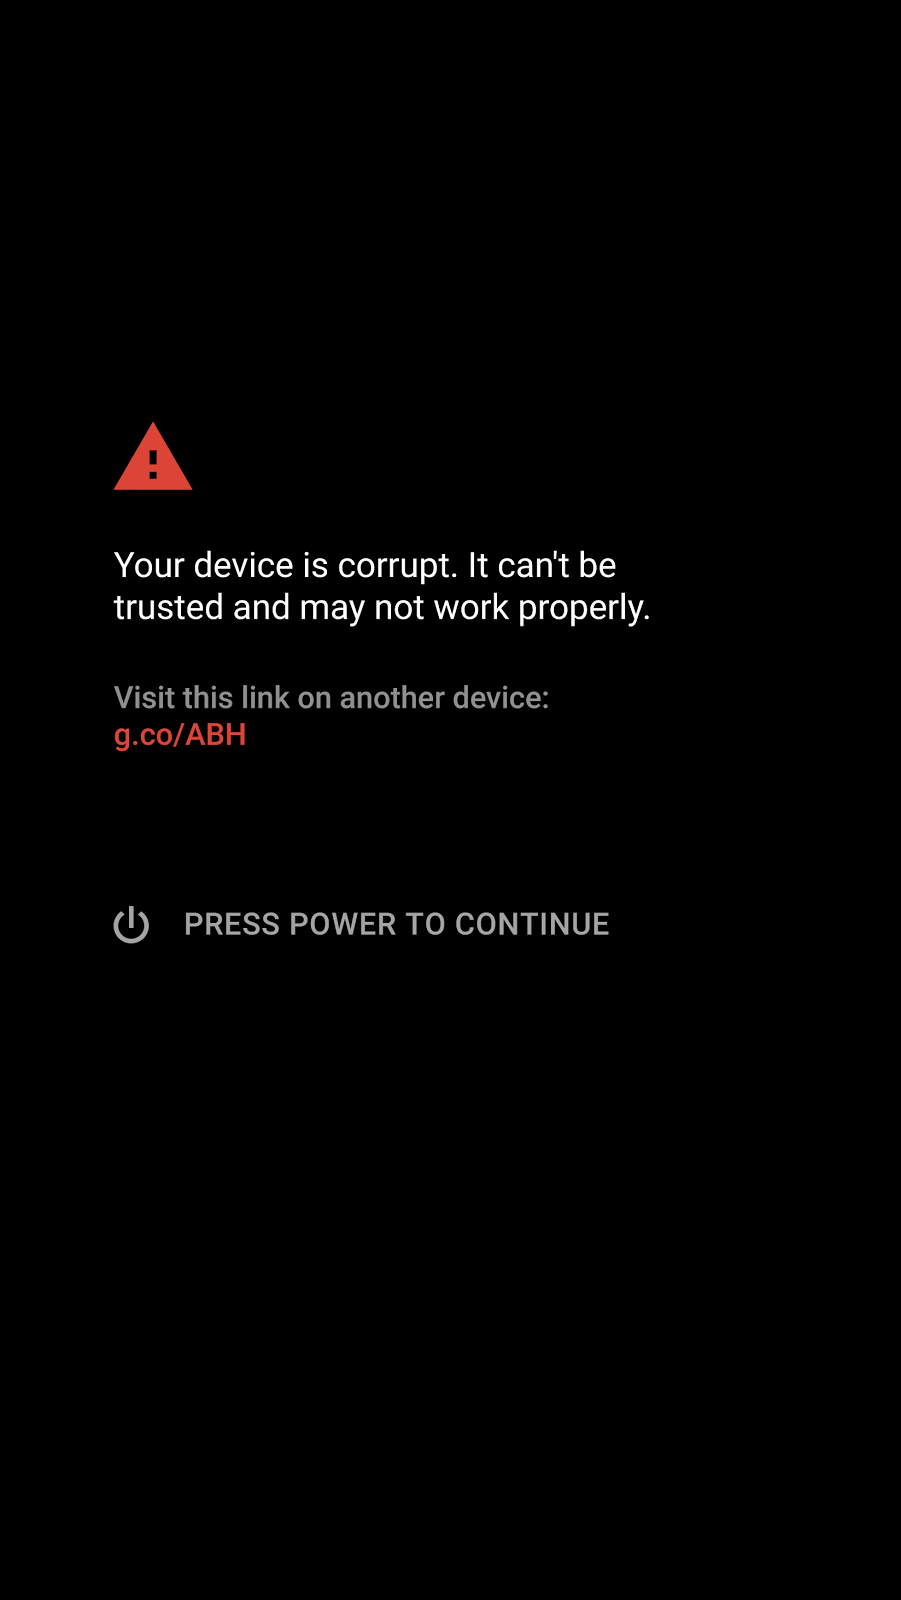 Your device is corrupt. It can't be
trusted and may not work properly.
Visit this link on another device:
g.co/ABH
PRESS POWER TO CONTINUE